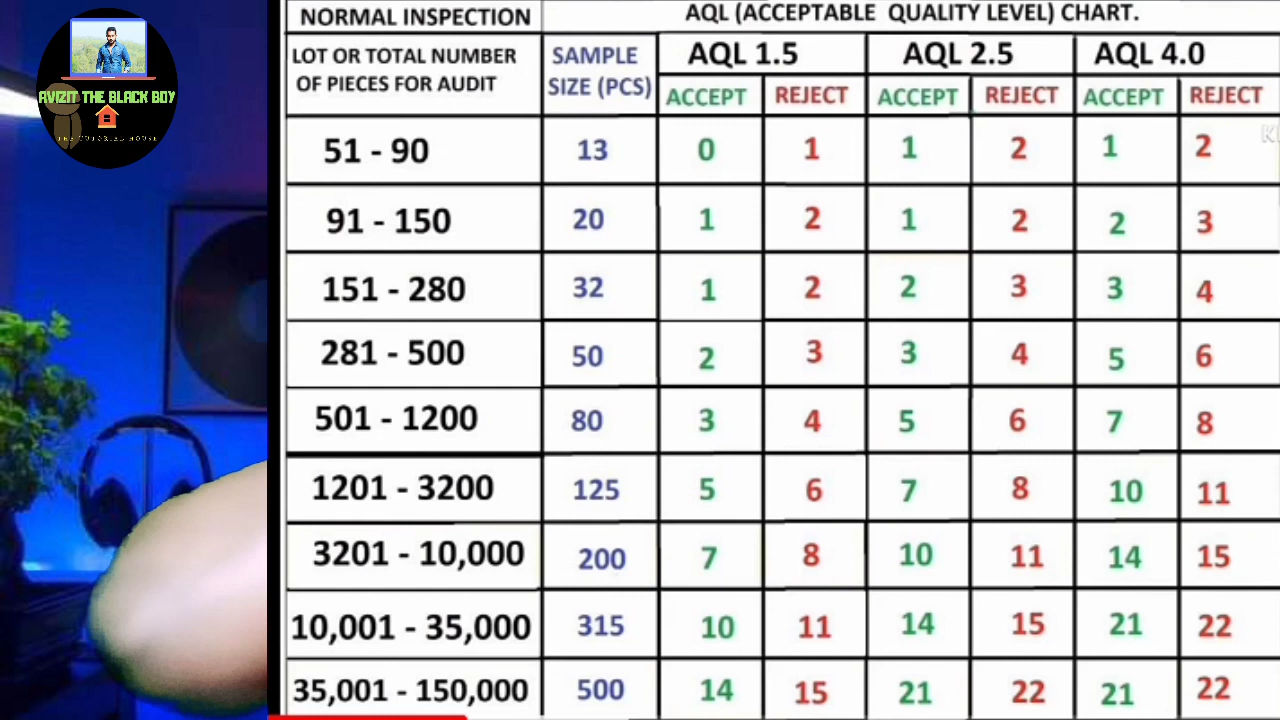 NORMAL INSPECTION AQL (ACCEPTABLE QUALITY LEVEL) CHART.
LOT OR TOTAL NUMBER OF PIECES FOR AUDIT SAMPLE SIZE (PCS) AQL 1.5 AQL 2.5 AQL 4.0
ACCEPT REJECT ACCEPT REJECT ACCEPT REJECT
51 - 90 13 0 1 1 2 1 2
91 - 150 20 1 2 1 2 2 3
151 - 280 32 1 2 2 3 3 4
281 - 500 50 2 3 3 4 5 6
501 - 1200 80 3 4 5 6 7 8
1201 - 3200 125 5 6 7 8 10 11
3201 - 10,000 200 7 8 10 11 14 15
10,001 - 35,000 315 10 11 14 15 21 22
35,001 - 150,000 500 14 15 21 22 21 22
AVIZIT THE BLACK BOY
THE TUTORIAL HOUSE